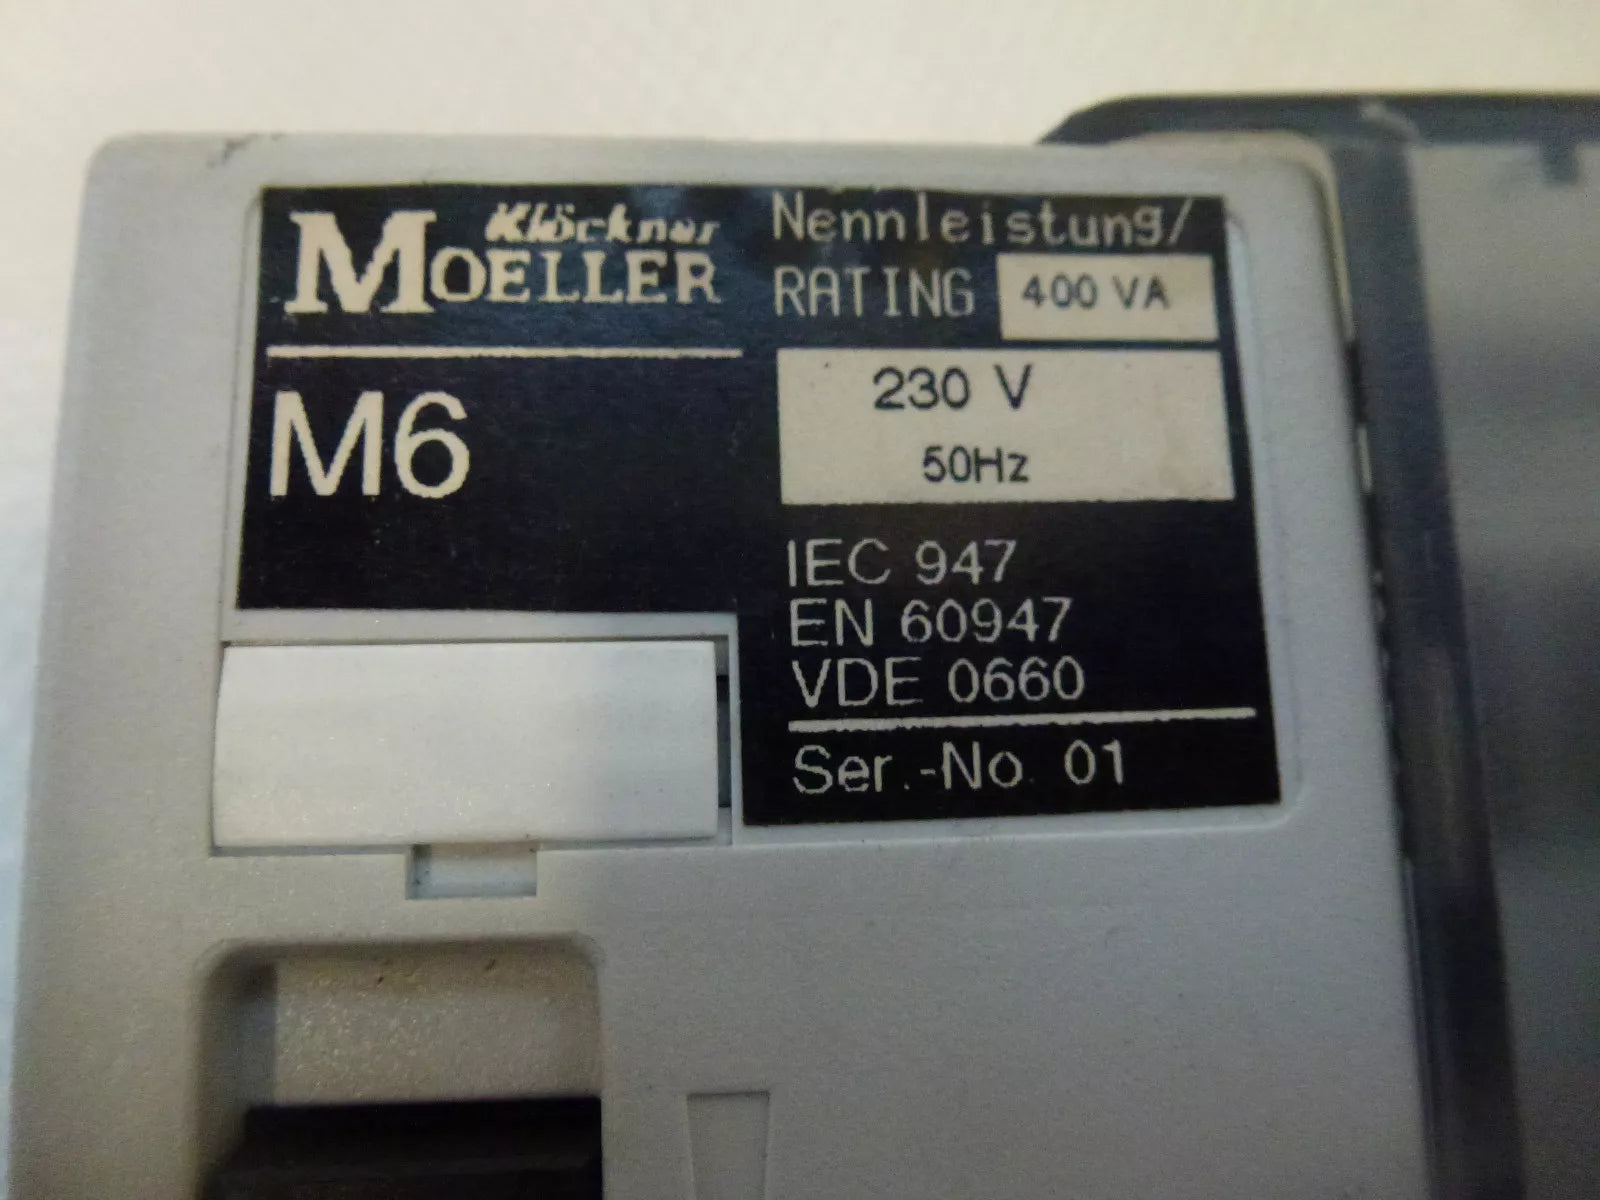 Klöckner
MOELLER
M6
Nennleistung/
RATING 400 VA
230 V
50Hz
IEC 947
EN 60947
VDE 0660
Ser.-No. 01